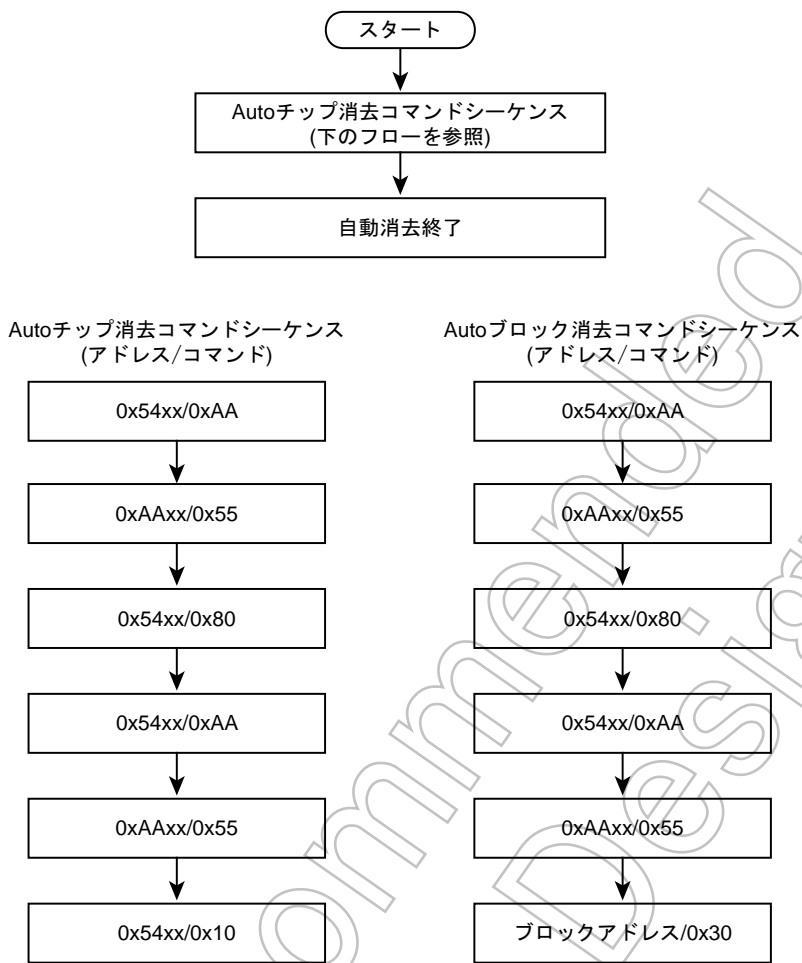 スタート
Autoチップ消去コマンドシーケンス
(下のフローを参照)
自動消去終了
Autoチップ消去コマンドシーケンス
(アドレス/コマンド)
0x54xx/0xAA
0xAAxx/0x55
0x54xx/0x80
0x54xx/0xAA
0xAAxx/0x55
0x54xx/0x10
Autoブロック消去コマンドシーケンス
(アドレス/コマンド)
0x54xx/0xAA
0xAAxx/0x55
0x54xx/0x80
0x54xx/0xAA
0xAAxx/0x55
ブロックアドレス/0x30
ommended
Desig